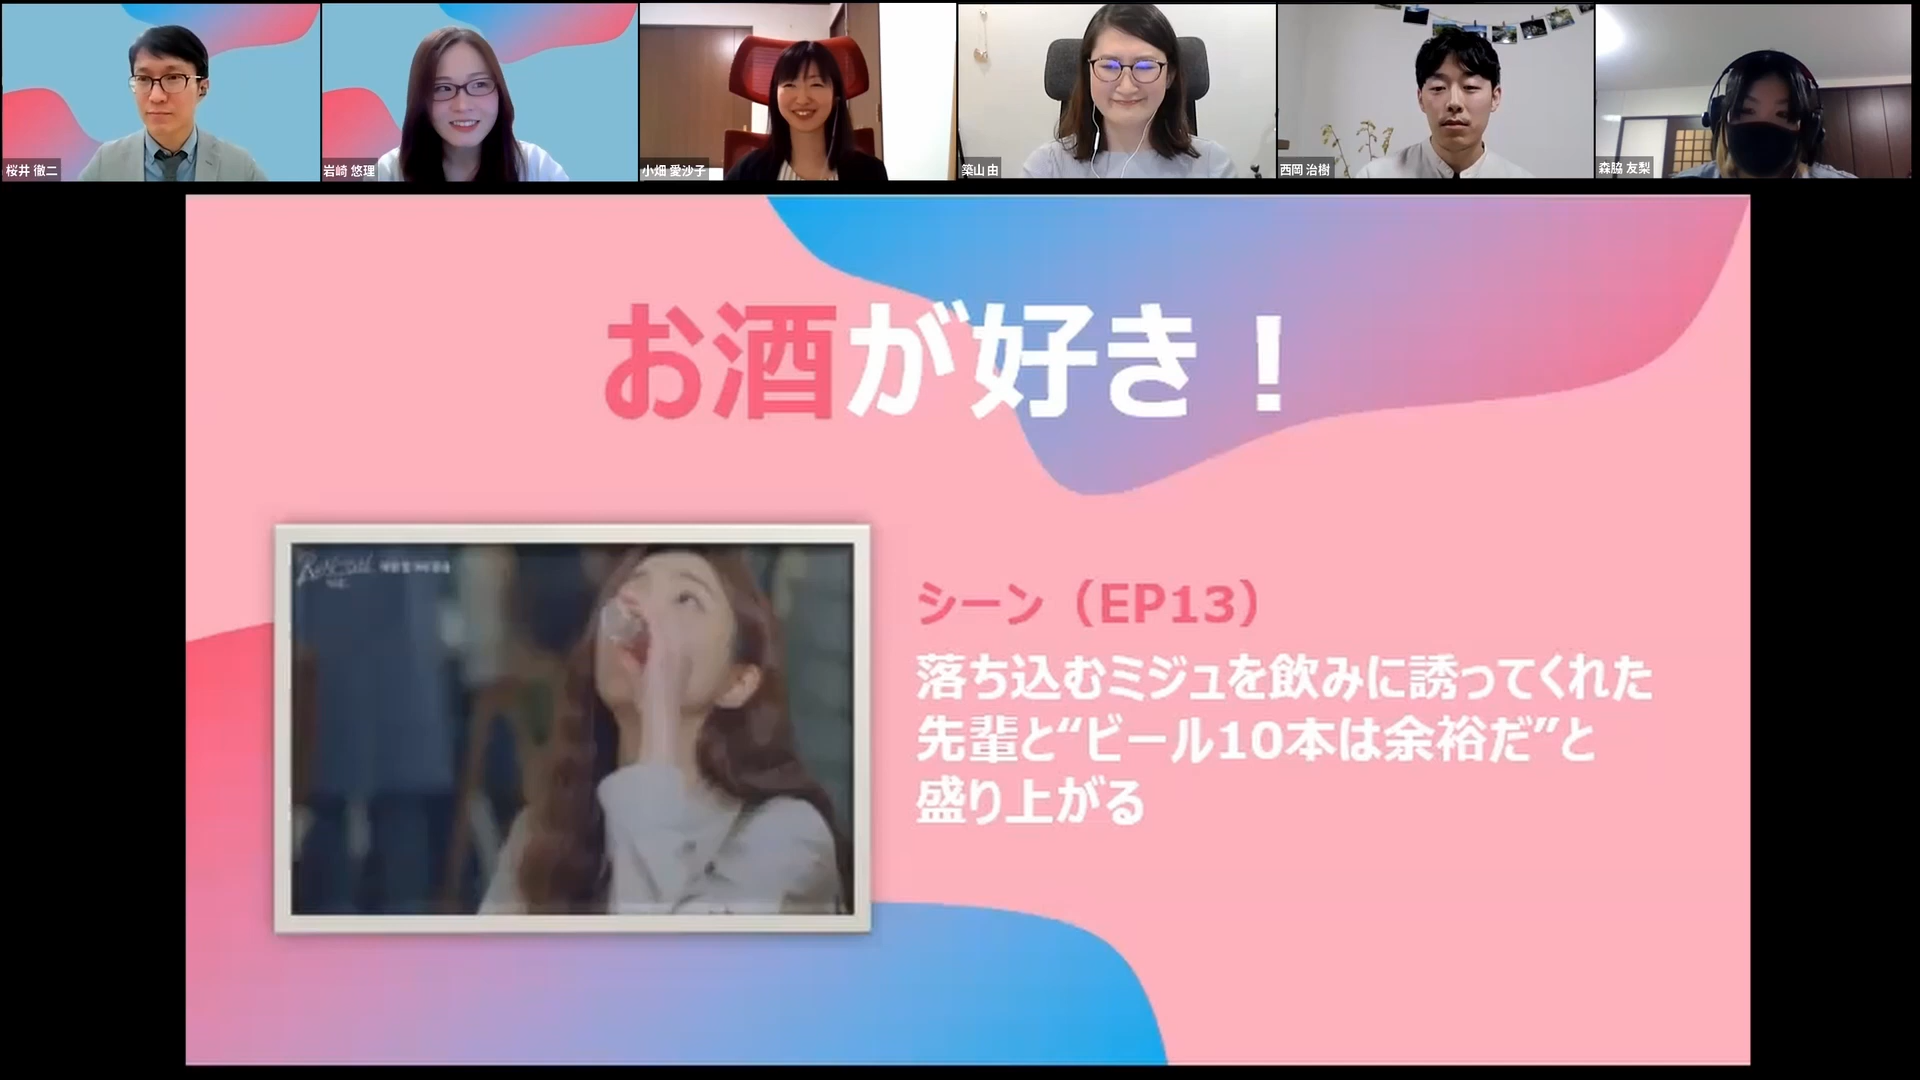 桜井 徹二
岩崎 悠理
小畑 愛沙子
築山 由
西岡 治樹
森脇 友梨
お酒が好き！
シーン（EP13）
落ち込むミジュを飲みに誘ってくれた
先輩と“ビール10本は余裕だ”と
盛り上がる